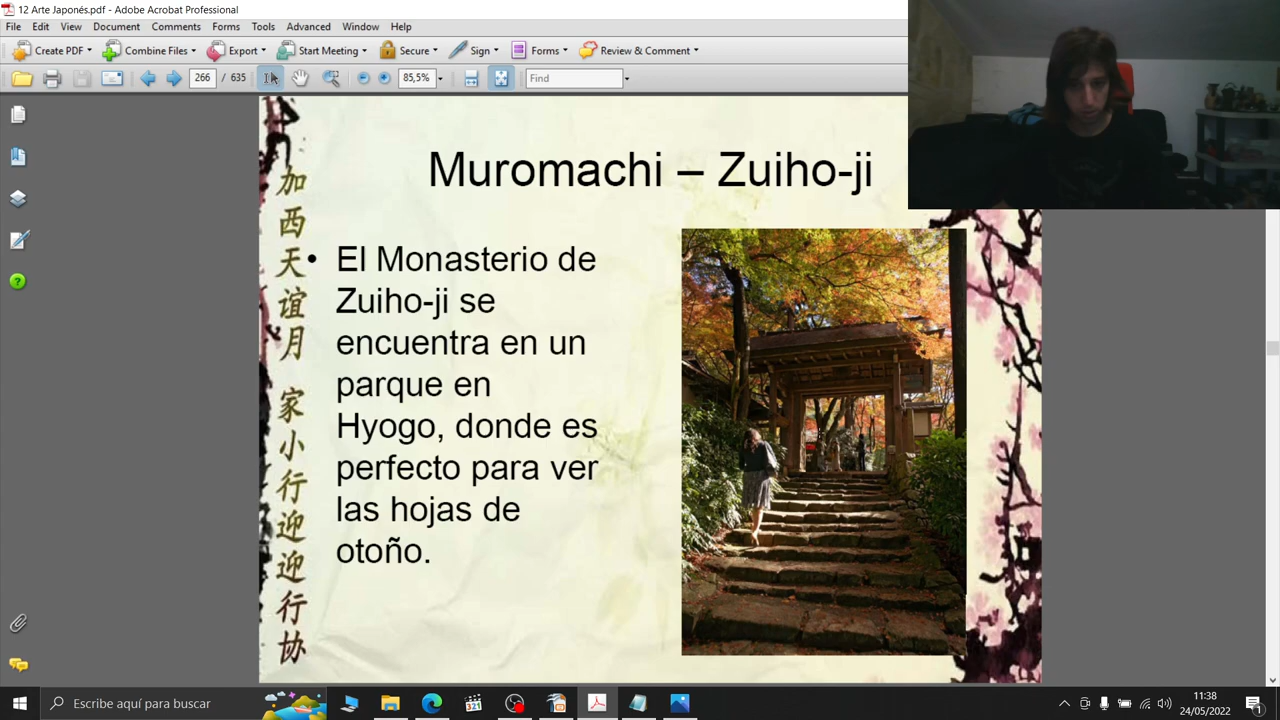 12 Arte Japonés.pdf - Adobe Acrobat Professional
File Edit View Document Comments Forms Tools Advanced Window Help
Create PDF Combine Files Export Start Meeting Secure Sign Forms Review & Comment
266 / 635 85,5% Find
Muromachi – Zuiho-ji
加
西
天
谊
月
家
小
行
迎
迎
行
协
• El Monasterio de
Zuiho-ji se
encuentra en un
parque en
Hyogo, donde es
perfecto para ver
las hojas de
otoño.
Escribe aquí para buscar
321
11:38
24/05/2022
1